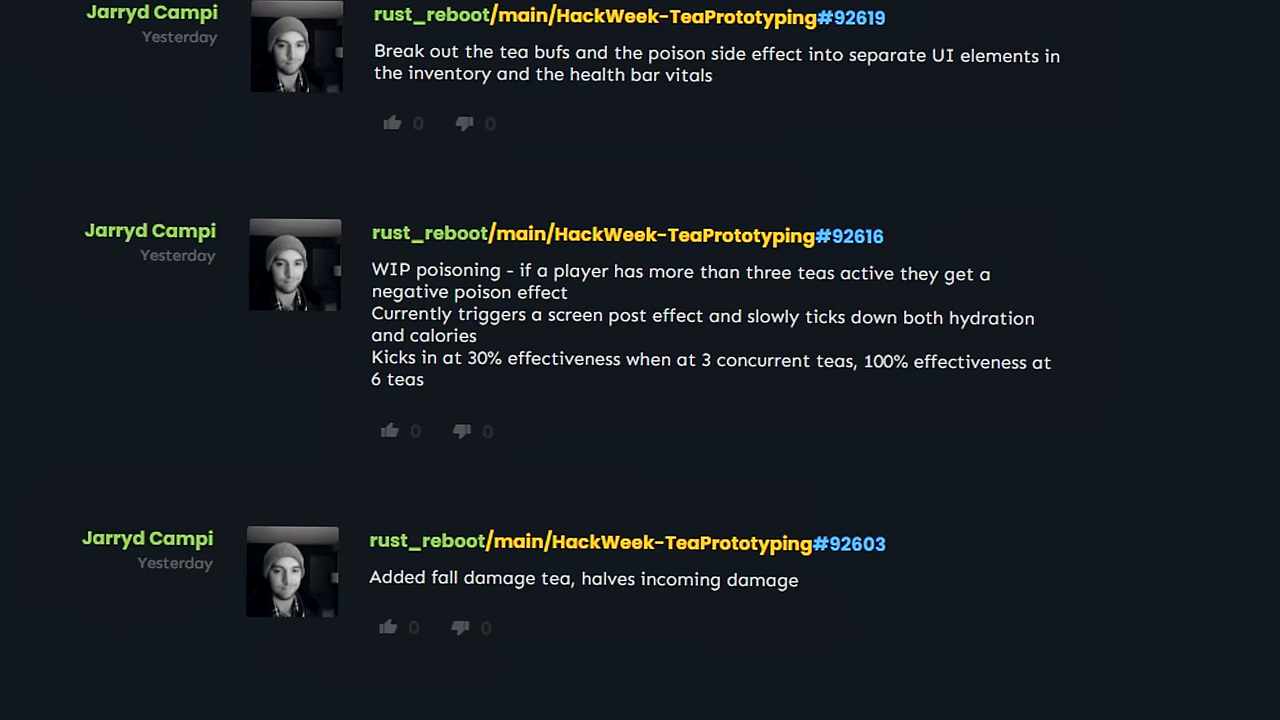 Jarryd Campi
Yesterday
rust_reboot/main/HackWeek-TeaPrototyping#92619
Break out the tea bufs and the poison side effect into separate UI elements in
the inventory and the health bar vitals
0 0
Jarryd Campi
Yesterday
rust_reboot/main/HackWeek-TeaPrototyping#92616
WIP poisoning - if a player has more than three teas active they get a
negative poison effect
Currently triggers a screen post effect and slowly ticks down both hydration
and calories
Kicks in at 30% effectiveness when at 3 concurrent teas, 100% effectiveness at
6 teas
0 0
Jarryd Campi
Yesterday
rust_reboot/main/HackWeek-TeaPrototyping#92603
Added fall damage tea, halves incoming damage
0 0